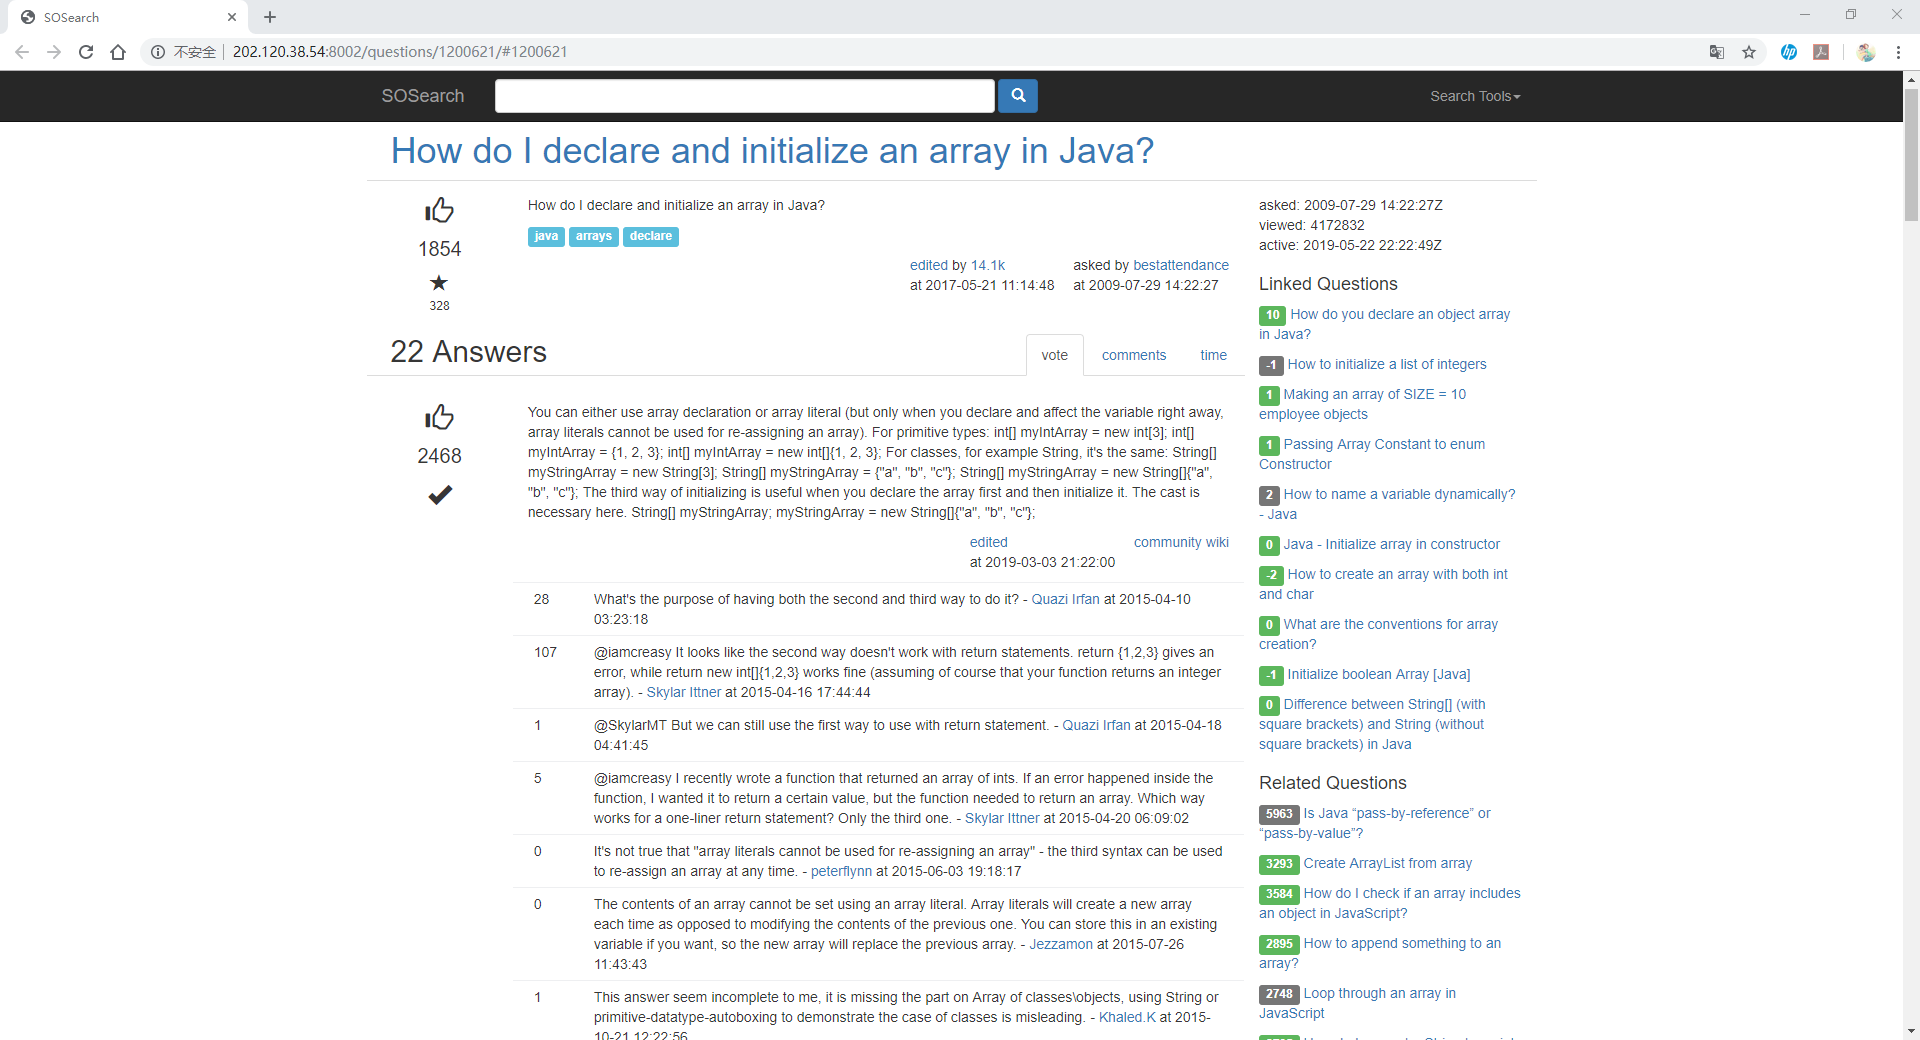 SOSearch
不安全 202.120.38.54:8002/questions/1200621/#1200621
SOSearch
Search Tools
How do I declare and initialize an array in Java?
1854
328
How do I declare and initialize an array in Java?
java arrays declare
edited by 14.1k
at 2017-05-21 11:14:48
asked by bestattendance
at 2009-07-29 14:22:27
22 Answers
vote comments time
2468
You can either use array declaration or array literal (but only when you declare and affect the variable right away,
array literals cannot be used for re-assigning an array). For primitive types: int[] myIntArray = new int[3]; int[]
myIntArray = {1, 2, 3}; int[] myIntArray = new int[]{1, 2, 3}; For classes, for example String, it's the same: String[]
myStringArray = new String[3]; String[] myStringArray = {"a", "b", "c"}; String[] myStringArray = new String[]{"a",
"b", "c"}; The third way of initializing is useful when you declare the array first and then initialize it. The cast is
necessary here. String[] myStringArray; myStringArray = new String[]{"a", "b", "c"};
edited
at 2019-03-03 21:22:00
community wiki
28 What's the purpose of having both the second and third way to do it? - Quazi Irfan at 2015-04-10
03:23:18
107 @iamcreasy It looks like the second way doesn't work with return statements. return {1,2,3} gives an
error, while return new int[]{1,2,3} works fine (assuming of course that your function returns an integer
array). - Skylar Ittner at 2015-04-16 17:44:44
1 @SkylarMT But we can still use the first way to use with return statement. - Quazi Irfan at 2015-04-18
04:41:45
5 @iamcreasy I recently wrote a function that returned an array of ints. If an error happened inside the
function, I wanted it to return a certain value, but the function needed to return an array. Which way
works for a one-liner return statement? Only the third one. - Skylar Ittner at 2015-04-20 06:09:02
0 It's not true that "array literals cannot be used for re-assigning an array" - the third syntax can be used
to re-assign an array at any time. - peterflynn at 2015-06-03 19:18:17
0 The contents of an array cannot be set using an array literal. Array literals will create a new array
each time as opposed to modifying the contents of the previous one. You can store this in an existing
variable if you want, so the new array will replace the previous array. - Jezzamon at 2015-07-26
11:43:43
1 This answer seem incomplete to me, it is missing the part on Array of classes\objects, using String or
primitive-datatype-autoboxing to demonstrate the case of classes is misleading. - Khaled.K at 2015-
10-21 12:22:56
asked: 2009-07-29 14:22:27Z
viewed: 4172832
active: 2019-05-22 22:22:49Z
Linked Questions
10 How do you declare an object array
in Java?
-1 How to initialize a list of integers
1 Making an array of SIZE = 10
employee objects
1 Passing Array Constant to enum
Constructor
2 How to name a variable dynamically?
- Java
0 Java - Initialize array in constructor
-2 How to create an array with both int
and char
0 What are the conventions for array
creation?
-1 Initialize boolean Array [Java]
0 Difference between String[] (with
square brackets) and String (without
square brackets) in Java
Related Questions
5963 Is Java “pass-by-reference” or
“pass-by-value”?
3293 Create ArrayList from array
3584 How do I check if an array includes
an object in JavaScript?
2895 How to append something to an
array?
2748 Loop through an array in
JavaScript